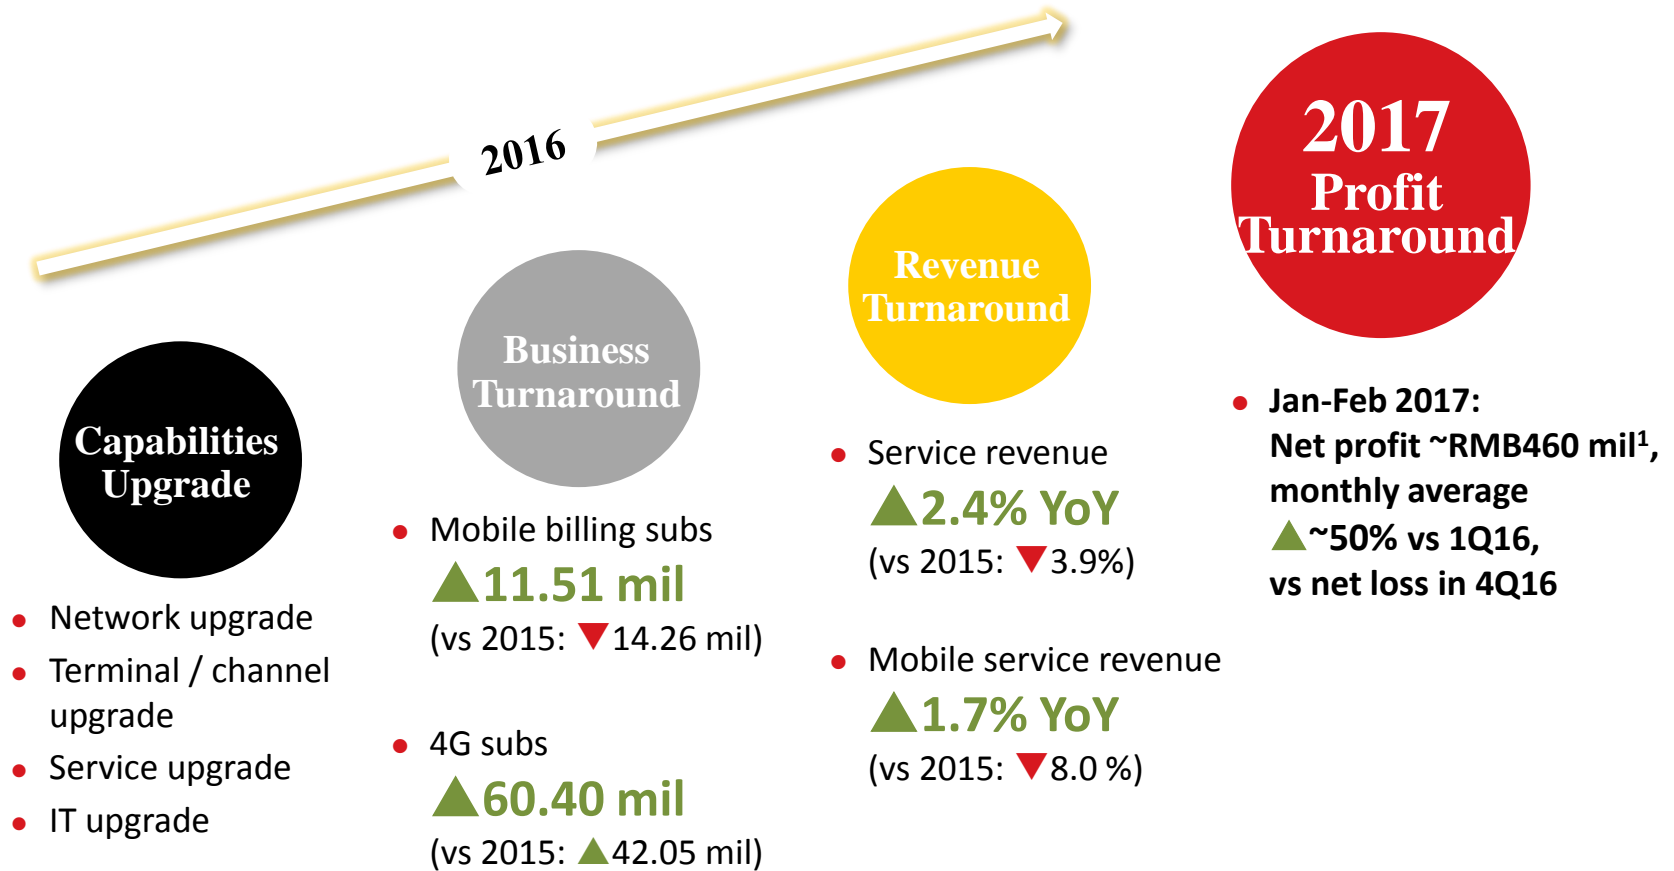 2016
Capabilities
Upgrade
• Network upgrade
• Terminal / channel
upgrade
• Service upgrade
• IT upgrade
Business
Turnaround
• Mobile billing subs
▲11.51 mil
(vs 2015: ▼14.26 mil)
• 4G subs
▲60.40 mil
(vs 2015: ▲42.05 mil)
Revenue
Turnaround
• Service revenue
▲2.4% YoY
(vs 2015: ▼3.9%)
• Mobile service revenue
▲1.7% YoY
(vs 2015: ▼8.0 %)
2017
Profit
Turnaround
• Jan-Feb 2017:
Net profit ~RMB460 mil¹,
monthly average
▲~50% vs 1Q16,
vs net loss in 4Q16